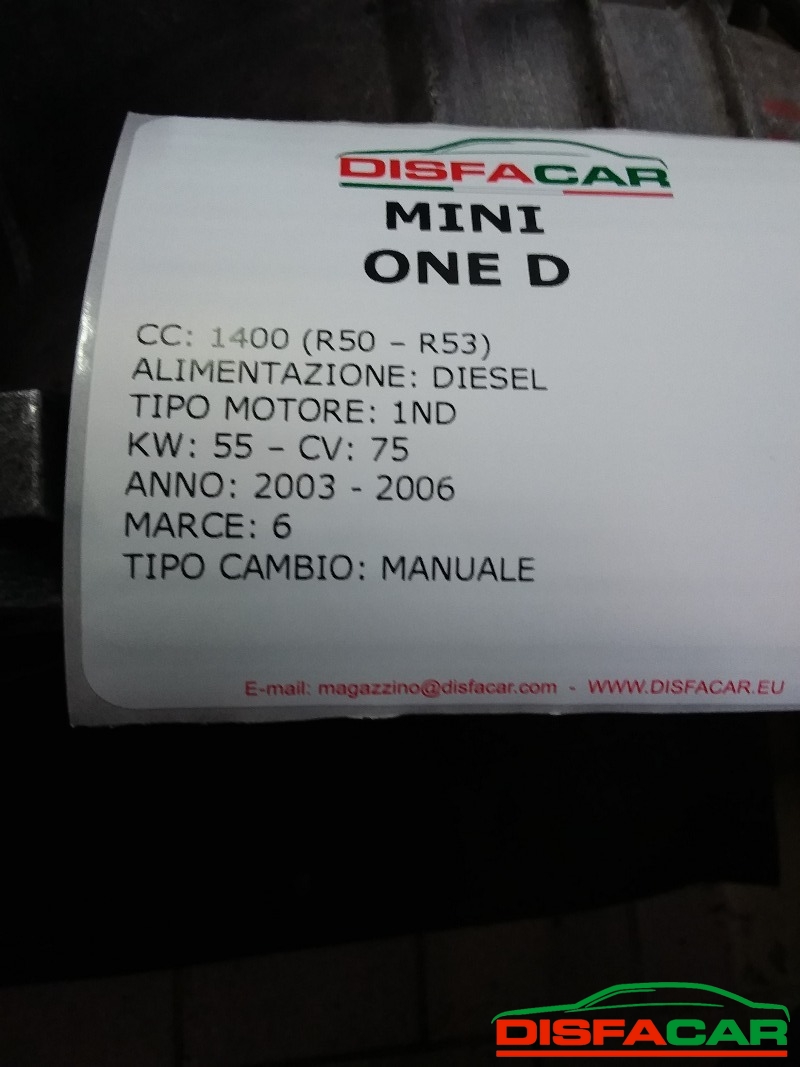 DISFACAR
MINI
ONE D
CC: 1400 (R50 – R53)
ALIMENTAZIONE: DIESEL
TIPO MOTORE: 1ND
KW: 55 – CV: 75
ANNO: 2003 - 2006
MARCE: 6
TIPO CAMBIO: MANUALE
E-mail: magazzino@disfacar.com - WWW.DISFACAR.EU
DISFACAR